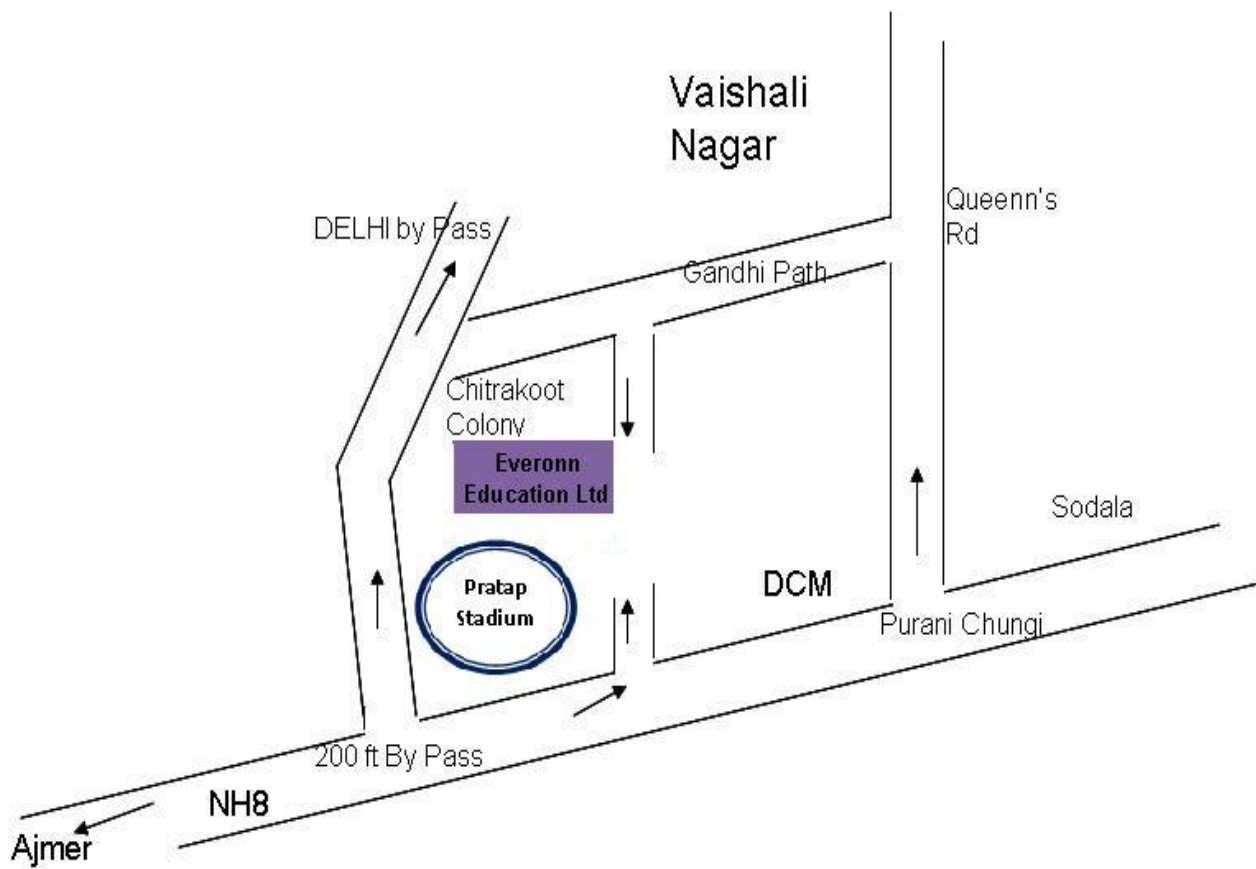 Vaishali
Nagar
DELHI by Pass
Queenn's
Rd
Gandhi Path
Chitrakoot
Colony
Everonn
Education Ltd
Sodala
Pratap
Stadium
DCM
Purani Chungi
200 ft By Pass
NH8
Ajmer